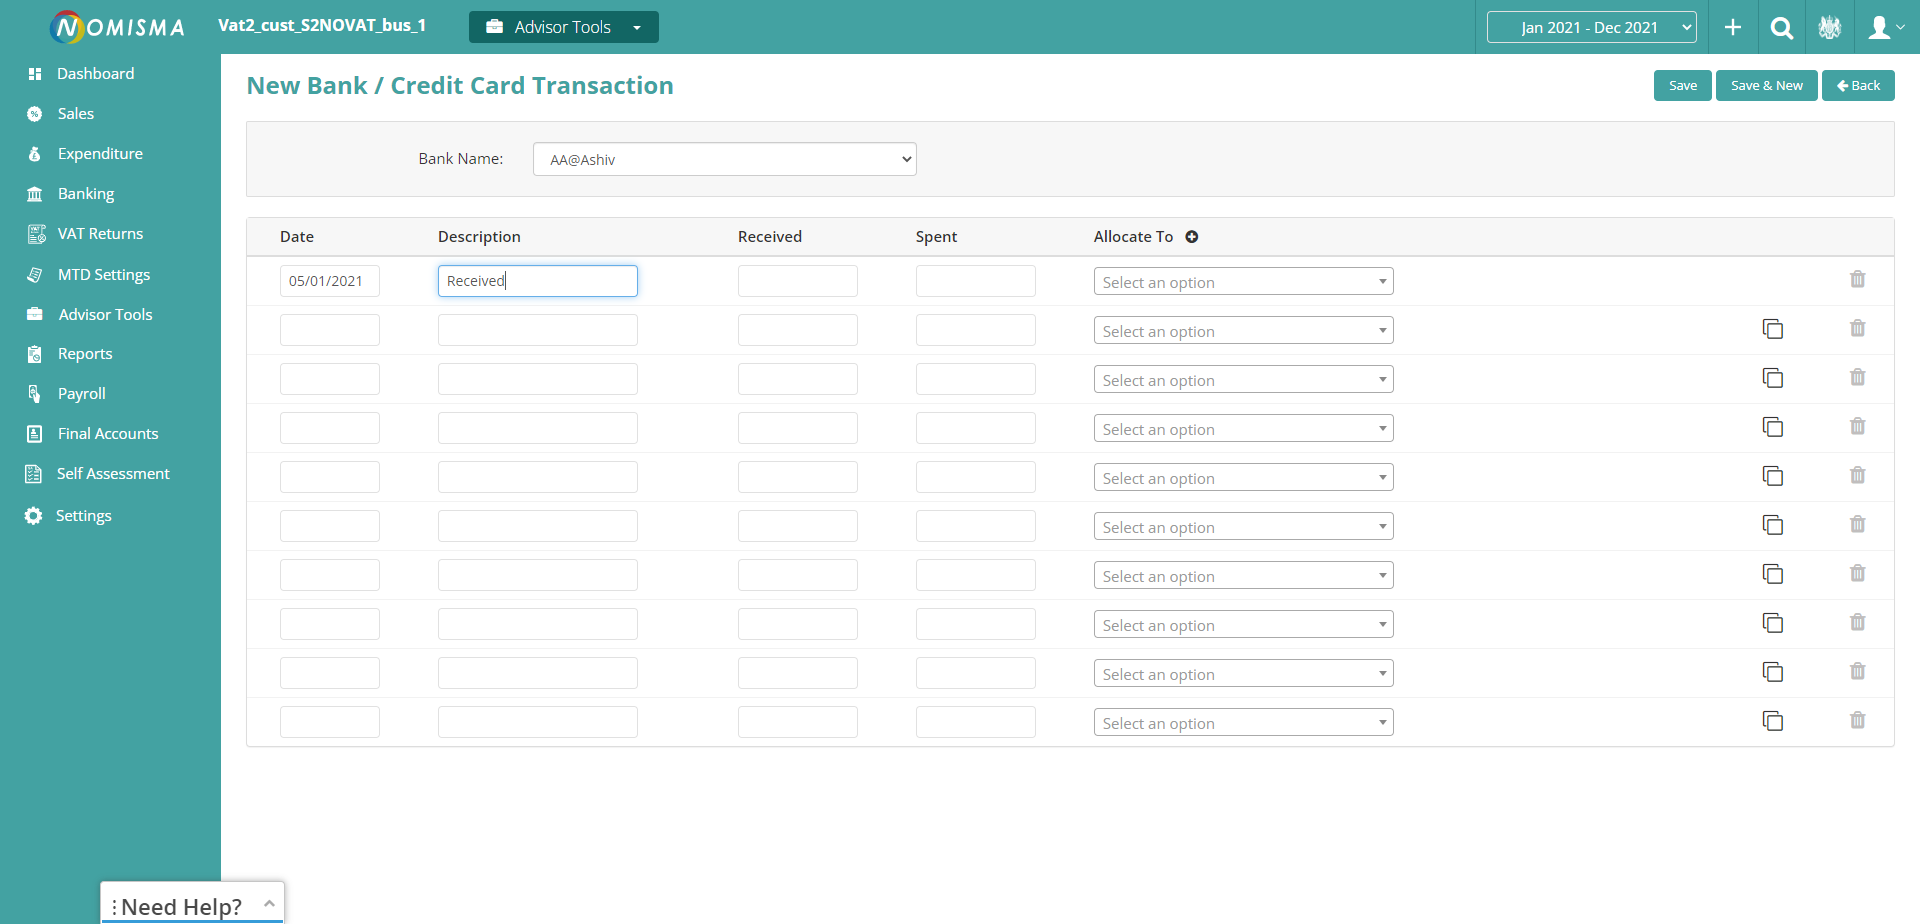 NOMISMA
Vat2_cust_S2NOVAT_bus_1
Advisor Tools
Jan 2021 - Dec 2021
Dashboard
Sales
Expenditure
Banking
VAT Returns
MTD Settings
Advisor Tools
Reports
Payroll
Final Accounts
Self Assessment
Settings
New Bank / Credit Card Transaction
Save
Save & New
Back
Bank Name:
AA@Ashiv
Date Description Received Spent Allocate To
05/01/2021 Received Select an option
Select an option
Select an option
Select an option
Select an option
Select an option
Select an option
Select an option
Select an option
Select an option
Need Help?